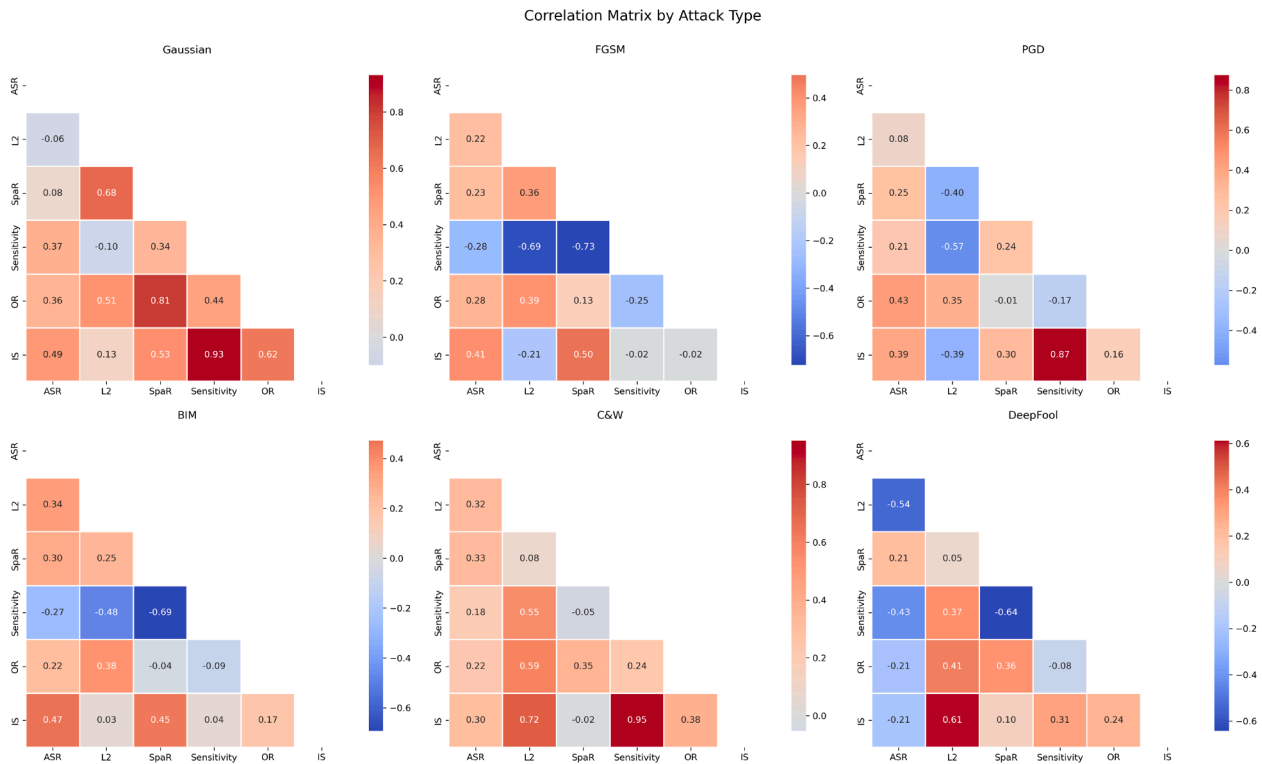 Correlation Matrix by Attack Type
Gaussian
ASR
L2 -0.06
SpaR 0.08 0.68
Sensitivity 0.37 -0.10 0.34
OR 0.36 0.51 0.81 0.44
IS 0.49 0.13 0.53 0.93 0.62
ASR L2 SpaR Sensitivity OR IS
0.8
0.6
0.4
0.2
0.0
FGSM
L2 0.22
SpaR 0.23 0.36
Sensitivity -0.28 -0.69 -0.73
OR 0.28 0.39 0.13 -0.25
IS 0.41 -0.21 0.50 -0.02 -0.02
ASR L2 SpaR Sensitivity OR IS
ASR
0.4
0.2
0.0
−0.2
−0.4
−0.6
PGD
ASR
L2 0.08
SpaR 0.25 -0.40
Sensitivity 0.21 -0.57 0.24
OR 0.43 0.35 -0.01 -0.17
IS 0.39 -0.39 0.30 0.87 0.16
ASR L2 SpaR Sensitivity OR IS
0.8
0.6
0.4
0.2
0.0
−0.2
−0.4
BIM
ASR
L2 0.34
SpaR 0.30 0.25
Sensitivity -0.27 -0.48 -0.69
OR 0.22 0.38 -0.04 -0.09
IS 0.47 0.03 0.45 0.04 0.17
ASR L2 SpaR Sensitivity OR IS
0.4
0.2
0.0
−0.2
−0.4
−0.6
C&W
ASR
L2 0.32
SpaR 0.33 0.08
Sensitivity 0.18 0.55 -0.05
OR 0.22 0.59 0.35 0.24
IS 0.30 0.72 -0.02 0.95 0.38
ASR L2 SpaR Sensitivity OR IS
0.8
0.6
0.4
0.2
0.0
DeepFool
ASR
L2 -0.54
SpaR 0.21 0.05
Sensitivity -0.43 0.37 -0.64
OR -0.21 0.41 0.36 -0.08
IS -0.21 0.61 0.10 0.31 0.24
ASR L2 SpaR Sensitivity OR IS
0.6
0.4
0.2
0.0
−0.2
−0.4
−0.6